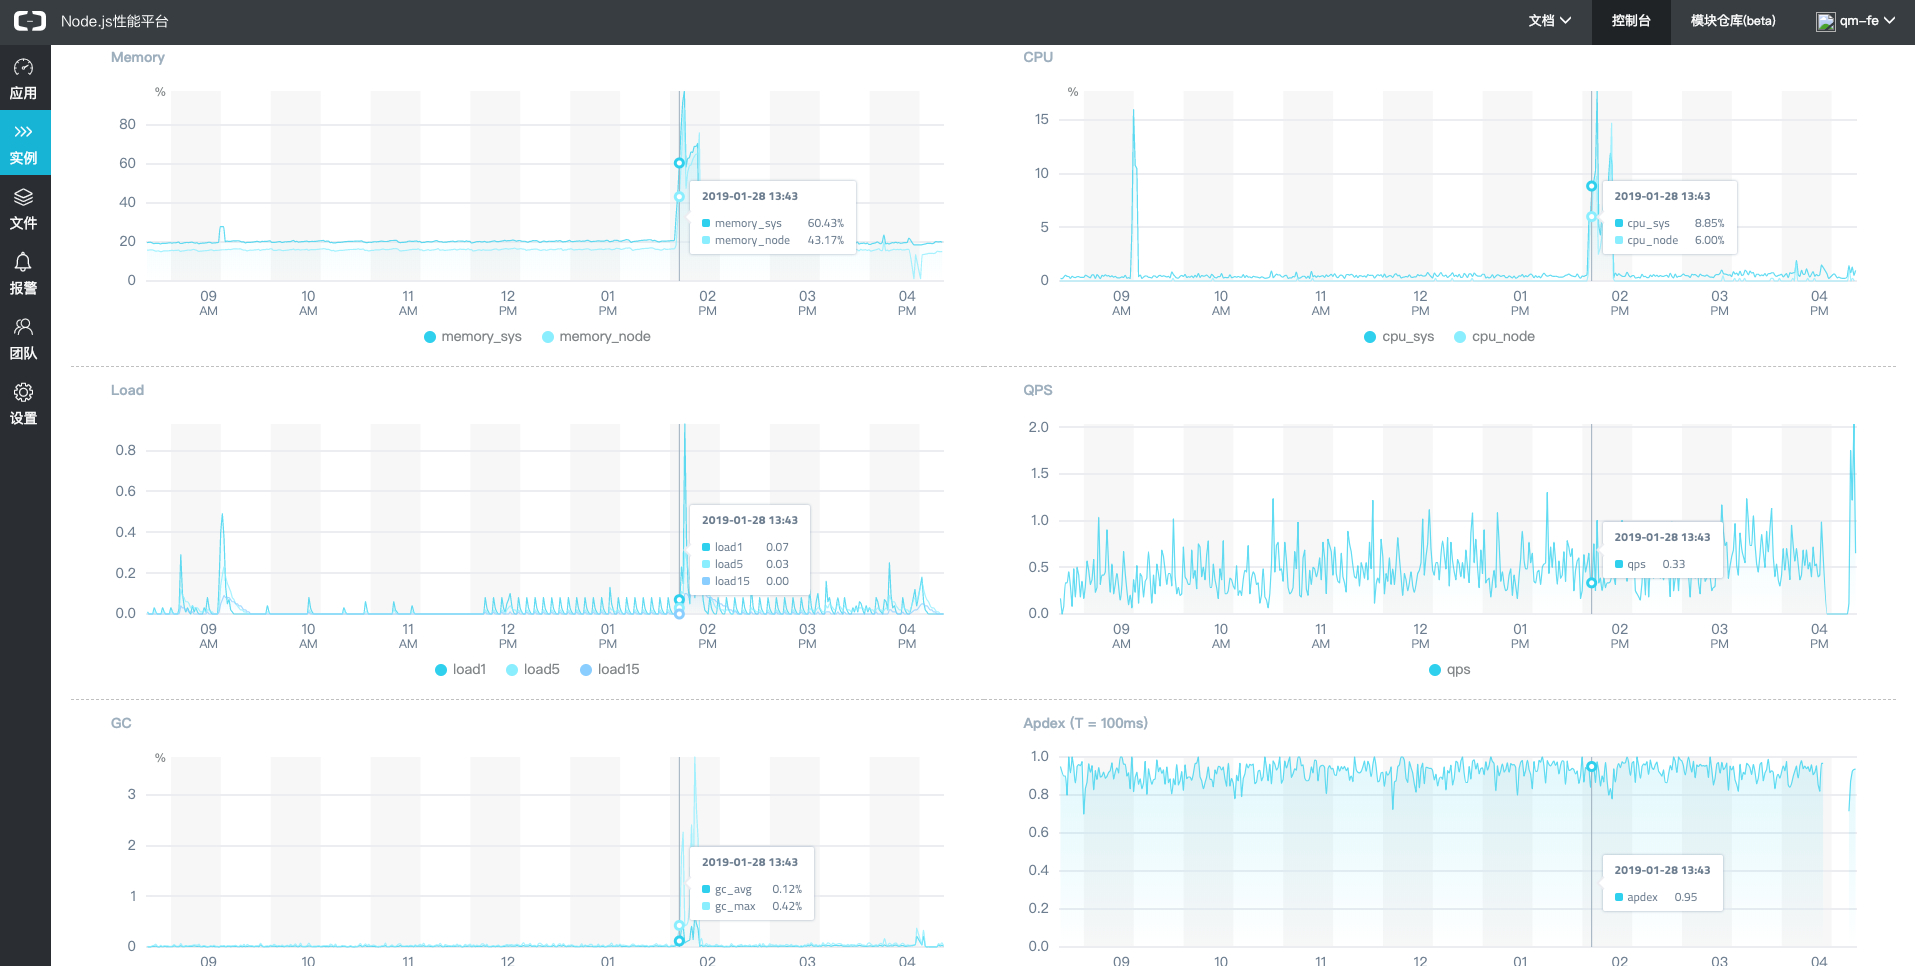 Node.js性能平台
文档
控制台
模块仓库(beta)
qm-fe
应用
实例
文件
报警
团队
设置
Memory
%
80
60
40
20
0
2019-01-28 13:43
memory_sys 60.43%
memory_node 43.17%
09 10 11 12 01 02 03 04
AM AM AM PM PM PM PM PM
memory_sys memory_node
CPU
%
15
10
5
0
2019-01-28 13:43
cpu_sys 8.85%
cpu_node 6.00%
09 10 11 12 01 02 03 04
AM AM AM PM PM PM PM PM
cpu_sys cpu_node
Load
0.8
0.6
0.4
0.2
0.0
2019-01-28 13:43
load1 0.07
load5 0.03
load15 0.00
09 10 11 12 01 02 03 04
AM AM AM PM PM PM PM PM
load1 load5 load15
QPS
2.0
1.5
1.0
0.5
0.0
2019-01-28 13:43
qps 0.33
09 10 11 12 01 02 03 04
AM AM AM PM PM PM PM PM
qps
GC
%
3
2
1
0
2019-01-28 13:43
gc_avg 0.12%
gc_max 0.42%
09 10 11 12 01 02 03 04
Apdex (T = 100ms)
1.0
0.8
0.6
0.4
0.2
0.0
2019-01-28 13:43
apdex 0.95
09 10 11 12 01 02 03 04